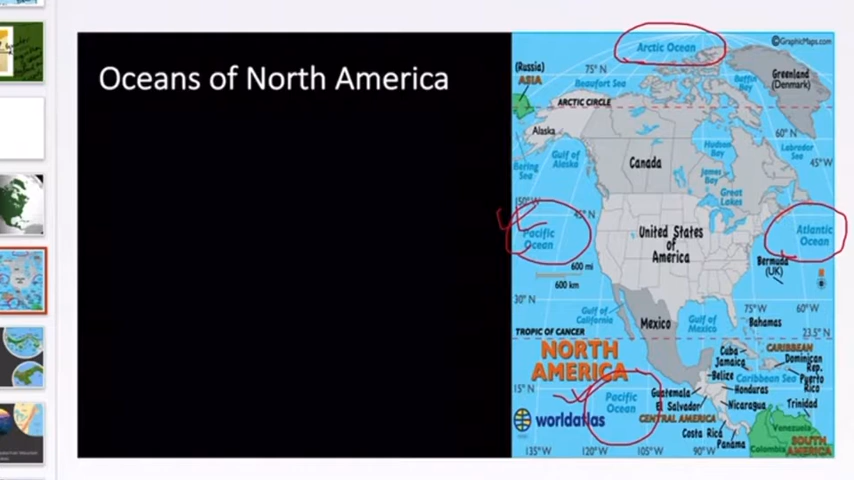 Oceans of North America
Arctic Ocean
©GraphicMaps.com
(Russia)
ASIA
75° N
Beaufort Sea
Baffin
Bay
Greenland
(Denmark)
ARCTIC CIRCLE
Alaska
60° N
Bering
Sea
Gulf of
Alaska
Canada
Hudson
Bay
Labrador
Sea
45° W
James
Bay
Great
Lakes
150° W
45° N
Pacific
Ocean
United States
of
America
Atlantic
Ocean
Bermuda
(UK)
600 mi
600 km
30° N
75° W
60° W
Gulf of
California
Mexico
Gulf of
Mexico
Bahamas
TROPIC OF CANCER
23.5° N
NORTH
AMERICA
Cuba
Jamaica
Belize
CARIBBEAN
Dominican
Rep.
Caribbean Sea
Puerto
Rico
15° N
Pacific
Ocean
Guatemala
El Salvador
Honduras
Nicaragua
Trinidad
CENTRAL AMERICA
worldatlas
Costa Rica
Panama
Venezuela
Colombia
SOUTH
AMERICA
135° W
120° W
105° W
90° W